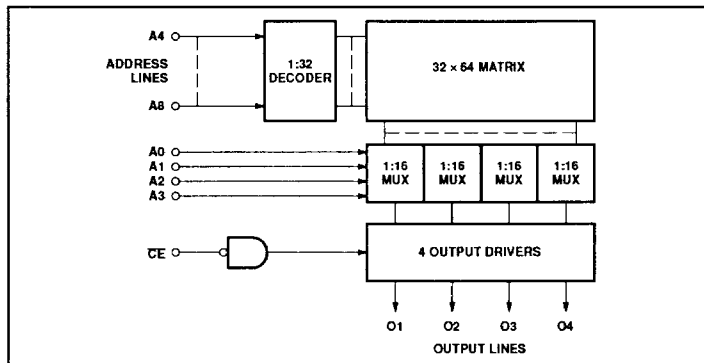 A4
ADDRESS
LINES
A8
1:32
DECODER
32 × 64 MATRIX
A0
A1
A2
A3
1:16
MUX
1:16
MUX
1:16
MUX
1:16
MUX
CE
4 OUTPUT DRIVERS
O1 O2 O3 O4
OUTPUT LINES